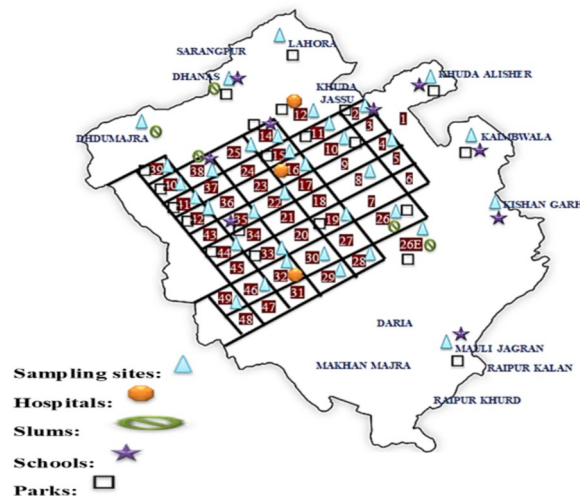 LAHORA
SARANGPUR
DHANAS
KHUDA ALISHER
KHUDA
JASSU
DHDUMAJRA
KAIMBWALA
KISHAN GARH
12
2
1
11
3
14
10
4
25
15
9
5
39
38
24
16
8
6
40
37
23
17
7
41
36
22
18
26
42
35
21
19
26E
43
34
20
27
44
33
30
28
45
32
29
46
31
49
47
48
DARIA
MAULI JAGRAN
MAKHAN MAJRA
RAIPUR KALAN
RAIPUR KHURD
Sampling sites:
Hospitals:
Slums:
Schools:
Parks: